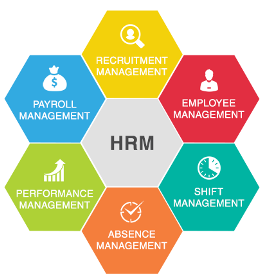 RECRUITMENT
MANAGEMENT
PAYROLL
MANAGEMENT
$
EMPLOYEE
MANAGEMENT
HRM
PERFORMANCE
MANAGEMENT
SHIFT
MANAGEMENT
ABSENCE
MANAGEMENT